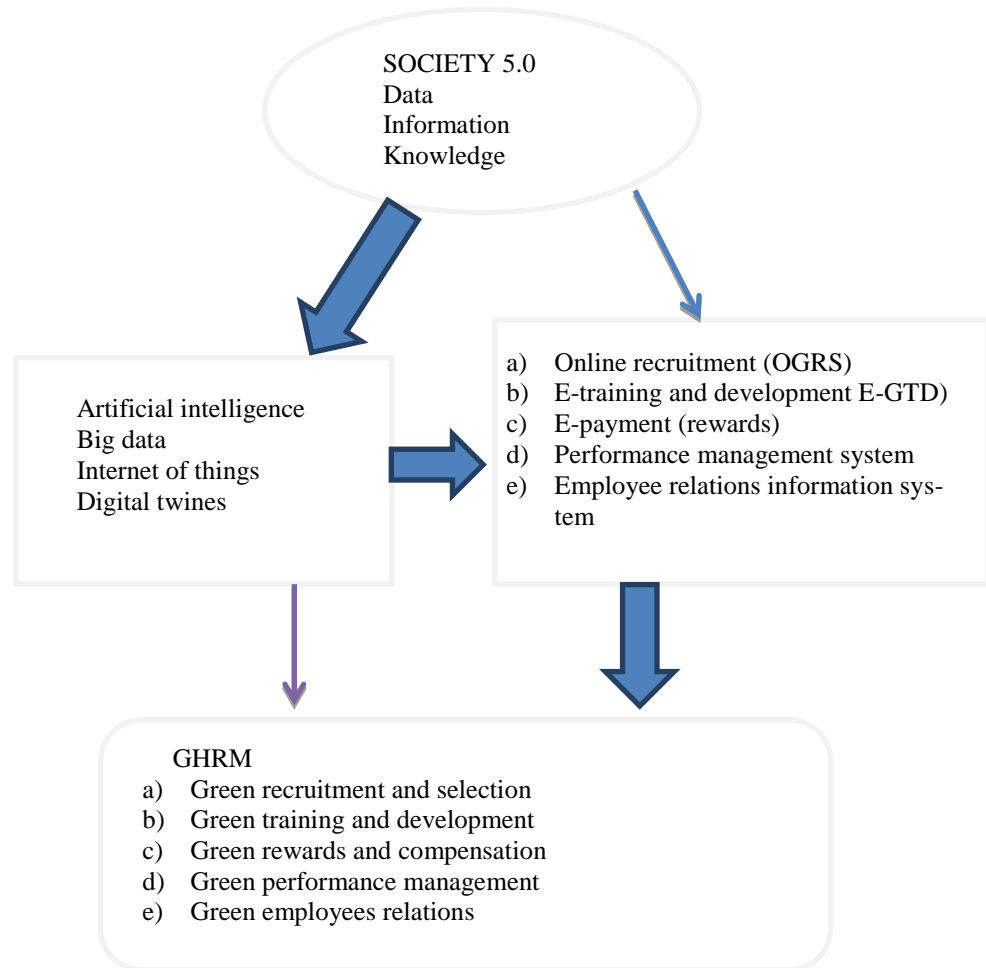 SOCIETY 5.0
Data
Information
Knowledge
Artificial intelligence
Big data
Internet of things
Digital twines
a) Online recruitment (OGRS)
b) E-training and development E-GTD)
c) E-payment (rewards)
d) Performance management system
e) Employee relations information sys-
tem
GHRM
a) Green recruitment and selection
b) Green training and development
c) Green rewards and compensation
d) Green performance management
e) Green employees relations